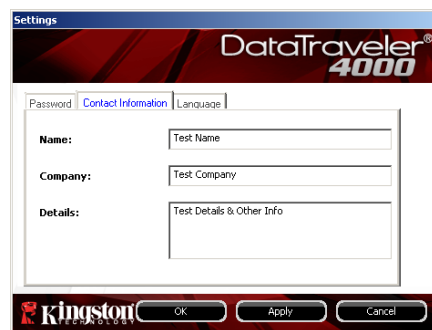 Settings
DataTraveler®
4000
Password Contact Information Language
Name: Test Name
Company: Test Company
Details: Test Details & Other Info
Kingston
TECHNOLOGY
OK Apply Cancel